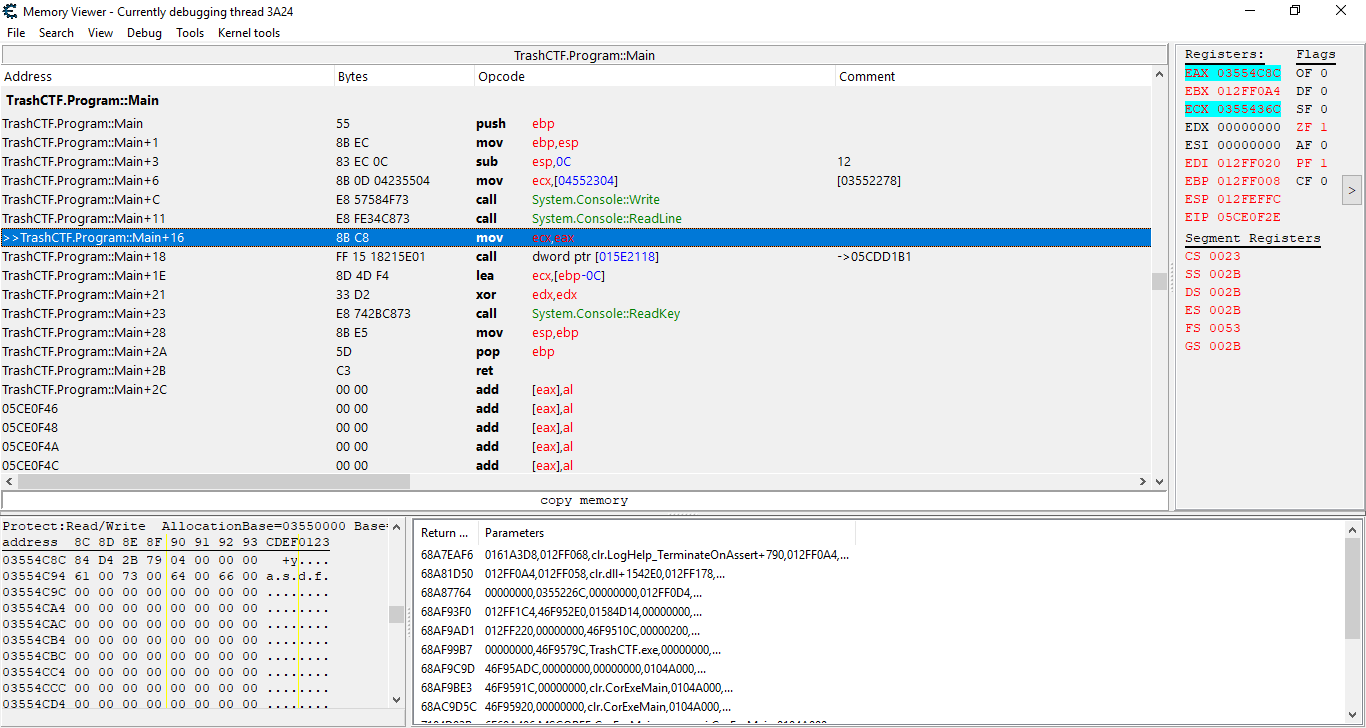 Memory Viewer - Currently debugging thread 3A24
File Search View Debug Tools Kernel tools
TrashCTF.Program::Main
Address Bytes Opcode Comment
TrashCTF.Program::Main
TrashCTF.Program::Main 55 push ebp
TrashCTF.Program::Main+1 8B EC mov ebp,esp
TrashCTF.Program::Main+3 83 EC 0C sub esp,0C 12
TrashCTF.Program::Main+6 8B 0D 04235504 mov ecx,[04552304] [03552278]
TrashCTF.Program::Main+C E8 57584F73 call System.Console::Write
TrashCTF.Program::Main+11 E8 FE34C873 call System.Console::ReadLine
>>TrashCTF.Program::Main+16 8B C8 mov ecx,eax
TrashCTF.Program::Main+18 FF 15 18215E01 call dword ptr [015E2118] ->05CDD1B1
TrashCTF.Program::Main+1E 8D 4D F4 lea ecx,[ebp-0C]
TrashCTF.Program::Main+21 33 D2 xor edx,edx
TrashCTF.Program::Main+23 E8 742BC873 call System.Console::ReadKey
TrashCTF.Program::Main+28 8B E5 mov esp,ebp
TrashCTF.Program::Main+2A 5D pop ebp
TrashCTF.Program::Main+2B C3 ret
TrashCTF.Program::Main+2C 00 00 add [eax],al
05CE0F46 00 00 add [eax],al
05CE0F48 00 00 add [eax],al
05CE0F4A 00 00 add [eax],al
05CE0F4C 00 00 add [eax],al
copy memory
Registers: Flags
EAX 03554C8C OF 0
EBX 012FF0A4 DF 0
ECX 0355436C SF 0
EDX 00000000 ZF 1
ESI 00000000 AF 0
EDI 012FF020 PF 1
EBP 012FF008 CF 0
ESP 012FEFFC
EIP 05CE0F2E
Segment Registers
CS 0023
SS 002B
DS 002B
ES 002B
FS 0053
GS 002B
>
Protect:Read/Write AllocationBase=03550000 Base=
address 8C 8D 8E 8F 90 91 92 93 CDEF0123
03554C8C 84 D4 2B 79 04 00 00 00 +y....
03554C94 61 00 73 00 64 00 66 00 a.s.d.f.
03554C9C 00 00 00 00 00 00 00 00 ........
03554CA4 00 00 00 00 00 00 00 00 ........
03554CAC 00 00 00 00 00 00 00 00 ........
03554CB4 00 00 00 00 00 00 00 00 ........
03554CBC 00 00 00 00 00 00 00 00 ........
03554CC4 00 00 00 00 00 00 00 00 ........
03554CCC 00 00 00 00 00 00 00 00 ........
03554CD4 00 00 00 00 00 00 00 00 ........
Return ... Parameters
68A7EAF6 0161A3D8,012FF068,clr.LogHelp_TerminateOnAssert+790,012FF0A4,...
68A81D50 012FF0A4,012FF058,clr.dll+1542E0,012FF178,...
68A87764 00000000,0355226C,00000000,012FF0D4,...
68AF93F0 012FF1C4,46F952E0,01584D14,00000000,...
68AF9AD1 012FF220,00000000,46F9510C,00000200,...
68AF99B7 00000000,46F9579C,TrashCTF.exe,00000000,...
68AF9C9D 46F95ADC,00000000,00000000,0104A000,...
68AF9BE3 46F9591C,00000000,clr.CorExeMain,0104A000,...
68AC9D5C 46F95920,00000000,clr.CorExeMain,0104A000,...